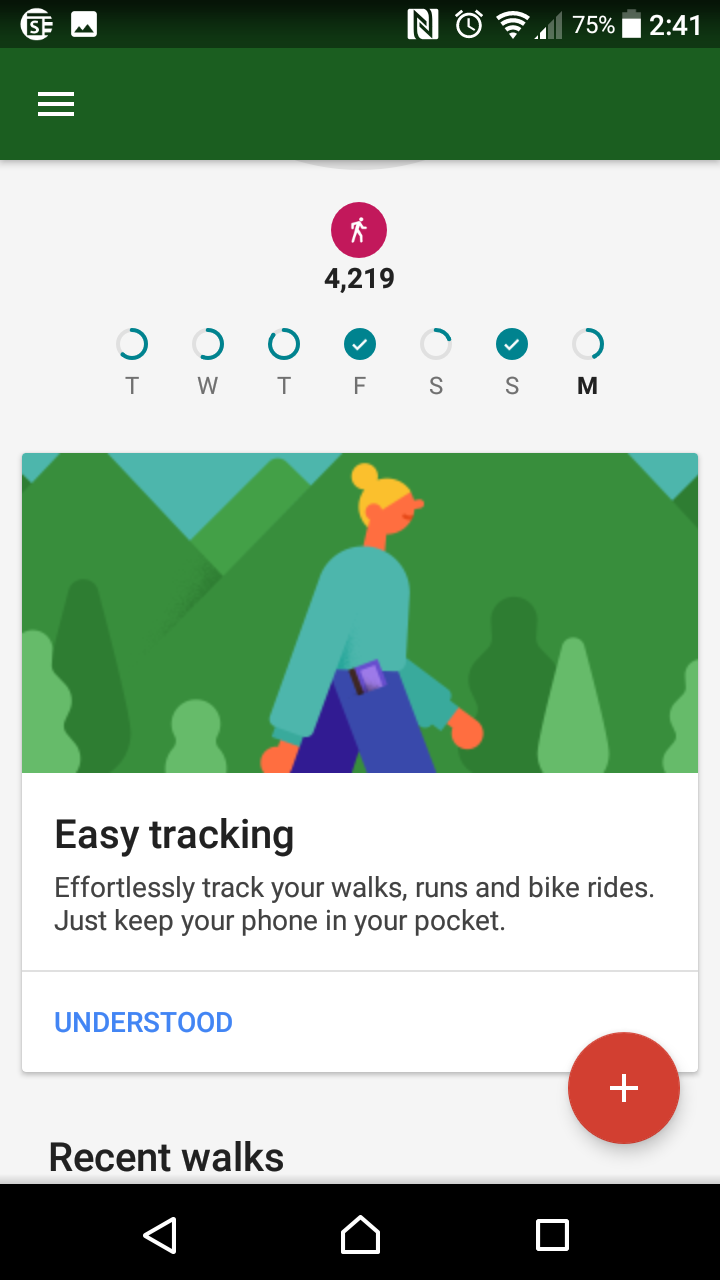 75% 2:41
4,219
T W T F S S M
Easy tracking
Effortlessly track your walks, runs and bike rides.
Just keep your phone in your pocket.
UNDERSTOOD
Recent walks